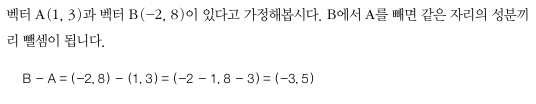 벡터 A(1, 3)과 벡터 B(−2, 8)이 있다고 가정해봅시다. B에서 A를 빼면 같은 자리의 성분끼
리 뺄셈이 됩니다.
B − A = (−2, 8) − (1, 3) = (−2 − 1, 8 − 3) = (−3, 5)